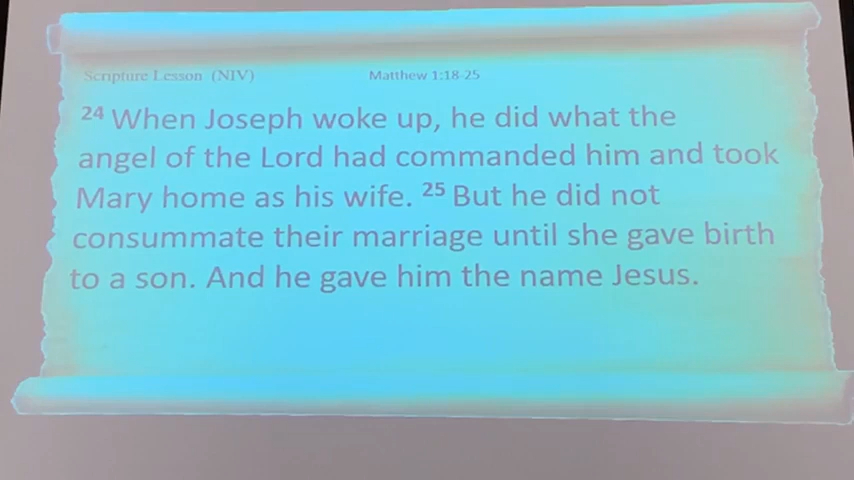 Scripture Lesson (NIV) Matthew 1:18-25
24 When Joseph woke up, he did what the
angel of the Lord had commanded him and took
Mary home as his wife. 25 But he did not
consummate their marriage until she gave birth
to a son. And he gave him the name Jesus.